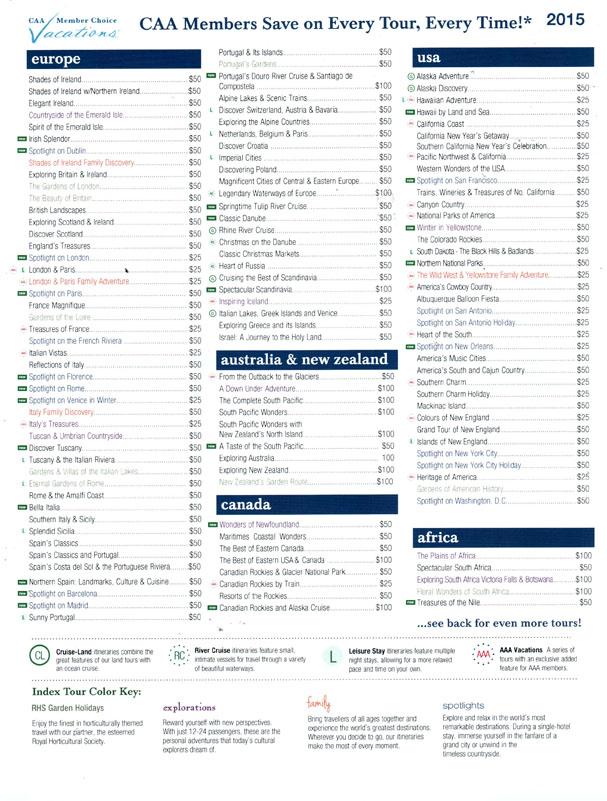 CAA Member Choice
Vacations
CAA Members Save on Every Tour, Every Time!* 2015
europe
Shades of Ireland $50
Shades of Ireland w/Northern Ireland $50
Elegant Ireland $50
Countryside of the Emerald Isle $50
Spirit of the Emerald Isle $50
Irish Splendor $50
Spotlight on Dublin $50
Shades of Ireland Family Discovery $50
Exploring Britain & Ireland $50
The Gardens of London $50
The Beauty of Britain $50
British Landscapes $50
Exploring Scotland & Ireland $50
Discover Scotland $50
England's Treasures $50
Spotlight on London $25
L London & Paris $25
London & Paris Family Adventure $25
Spotlight on Paris $50
France Magnifique $50
Gardens of the Loire $50
Treasures of France $25
Spotlight on the French Riviera $50
Italian Vistas $25
Reflections of Italy $50
Spotlight on Florence $50
Spotlight on Rome $50
Spotlight on Venice in Winter $25
Italy Family Discovery $50
Italy's Treasures $25
Tuscan & Umbrian Countryside $50
Discover Tuscany $50
L Tuscany & the Italian Riviera $50
Gardens & Villas of the Italian Lakes $50
L Eternal Gardens of Rome $50
Rome & the Amalfi Coast $50
Bella Italia $50
Southern Italy & Sicily $50
L Splendid Sicilia $50
Spain's Classics $50
Spain's Classics and Portugal $50
Spain's Costa del Sol & the Portuguese Riviera $50
Northern Spain: Landmarks, Culture & Cuisine $50
Spotlight on Barcelona $50
Spotlight on Madrid $50
L Sunny Portugal $50
Portugal & Its Islands $50
Portugal's Gardens $50
Portugal's Douro River Cruise & Santiago de
Compostela $100
Alpine Lakes & Scenic Trains $50
L Discover Switzerland, Austria & Bavaria $50
Exploring the Alpine Countries $50
L Netherlands, Belgium & Paris $50
Discover Croatia $50
L Imperial Cities $50
Discovering Poland $50
Magnificent Cities of Central & Eastern Europe $50
Legendary Waterways of Europe $100
Springtime Tulip River Cruise $50
Classic Danube $50
Rhine River Cruise $50
Christmas on the Danube $50
Classic Christmas Markets $50
Heart of Russia $50
Cruising the Best of Scandinavia $50
Spectacular Scandinavia $100
Inspiring Iceland $25
Italian Lakes, Greek Islands and Venice $50
Exploring Greece and its Islands $50
Israel: A Journey to the Holy Land $50
australia & new zealand
From the Outback to the Glaciers $50
A Down Under Adventure $100
The Complete South Pacific $100
South Pacific Wonders $100
South Pacific Wonders with
New Zealand's North Island $100
A Taste of the South Pacific $50
Exploring Australia 100
Exploring New Zealand $100
New Zealand's Garden Route $100
canada
Wonders of Newfoundland $50
Maritimes Coastal Wonders $50
The Best of Eastern Canada $50
The Best of Eastern USA & Canada $100
Canadian Rockies & Glacier National Park $50
Canadian Rockies by Train $25
Resorts of the Rockies $50
Canadian Rockies and Alaska Cruise $100
usa
Alaska Adventure $50
Alaska Discovery $50
L Hawaiian Adventure $25
Hawaii by Land and Sea $50
California Coast $25
California New Year's Getaway $50
Southern California New Year's Celebration $50
Pacific Northwest & California $25
Western Wonders of the USA $50
Spotlight on San Francisco $25
Trains, Wineries & Treasures of No. California $50
Canyon Country $25
National Parks of America $25
Winter in Yellowstone $50
The Colorado Rockies $50
L South Dakota - The Black Hills & Badlands $25
Northern National Parks $50
The Wild West & Yellowstone Family Adventure $25
America's Cowboy Country $25
Albuquerque Balloon Fiesta $50
Spotlight on San Antonio $50
Spotlight on San Antonio Holiday $50
Heart of the South $25
Spotlight on New Orleans $50
America's Music Cities $50
America's South and Cajun Country $50
Southern Charm $25
Southern Charm Holiday $25
Mackinac Island $50
Colours of New England $25
Grand Tour of New England $50
L Islands of New England $50
Spotlight on New York City $50
Spotlight on New York City Holiday $50
Heritage of America $25
Gardens of American History $50
Spotlight on Washington, D.C. $50
africa
The Plains of Africa $100
Spectacular South Africa $50
Exploring South Africa Victoria Falls & Botswana $100
Floral Wonders of South Africa $100
Treasures of the Nile $50
...see back for even more tours!
CL Cruise-Land itineraries combine the
great features of our land tours with
an ocean cruise.
RC River Cruise itineraries feature small,
intimate vessels for travel through a variety
of beautiful waterways.
L Leisure Stay itineraries feature multiple
night stays, allowing for a more relaxed
pace and time on your own.
AAA AAA Vacations A series of
tours with an exclusive added
feature for AAA members.
Index Tour Color Key:
RHS Garden Holidays
Enjoy the finest in horticulturally themed
travel with our partner, the esteemed
Royal Horticultural Society.
explorations
Reward yourself with new perspectives.
With just 12-24 passengers, these are the
personal adventures that today's cultural
explorers dream of.
family
Bring travellers of all ages together and
experience the world's greatest destinations.
Wherever you decide to go, our itineraries
make the most of every moment.
spotlights
Explore and relax in the world's most
remarkable destinations. During a single-hotel
stay, immerse yourself in the fanfare of a
grand city or unwind in the
timeless countryside.